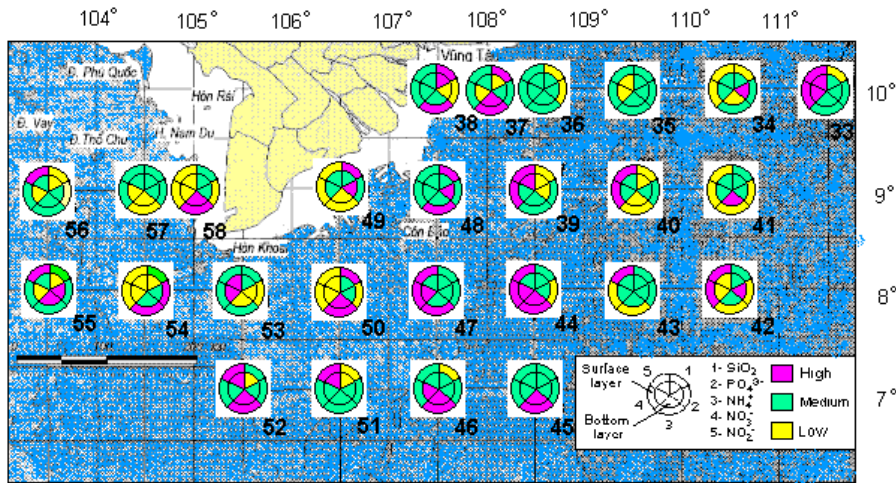 104° 105° 106° 107° 108° 109° 110° 111°
Vũng Tà
Đ. Phú Quốc
Hòn Rái
10°
38 37 36 35 34 33
Đ. Vay
Đ.Thổ Chu
H. Nam Du
9°
56 57 58 49 48 39 40 41
Côn Đảo
Hòn Khoai
8°
55 54 53 50 47 44 43 42
0
7°
52 51 46 45
Surface layer
Bottom layer
5 1
4 2
3
1- SiO₂
2- PO₄³⁻
3- NH₄⁺
4- NO₃⁻
5- NO₂⁻
High
Medium
Low